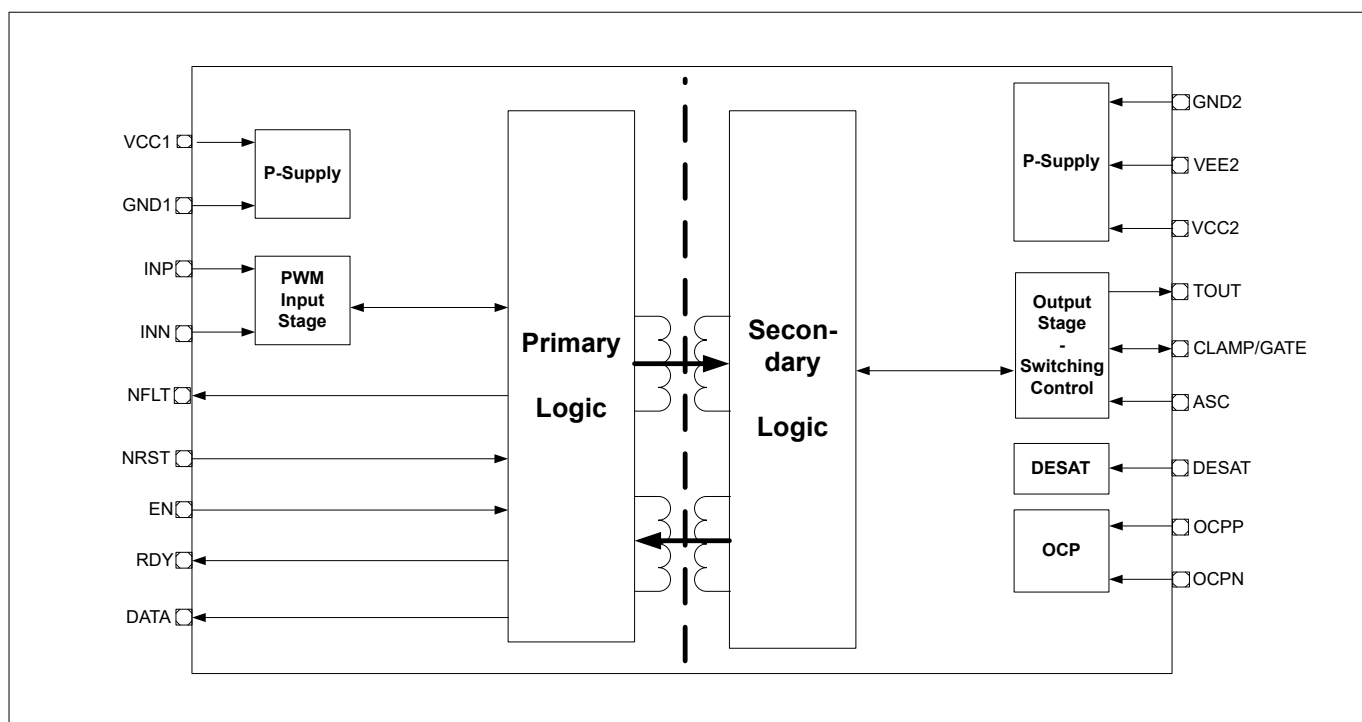 VCC1
GND1
INP
INN
NFLT
NRST
EN
RDY
DATA
P-Supply
PWM
Input
Stage
Primary
Logic
Secon-
dary
Logic
P-Supply
Output
Stage
-
Switching
Control
DESAT
OCP
GND2
VEE2
VCC2
TOUT
CLAMP/GATE
ASC
DESAT
OCPP
OCPN